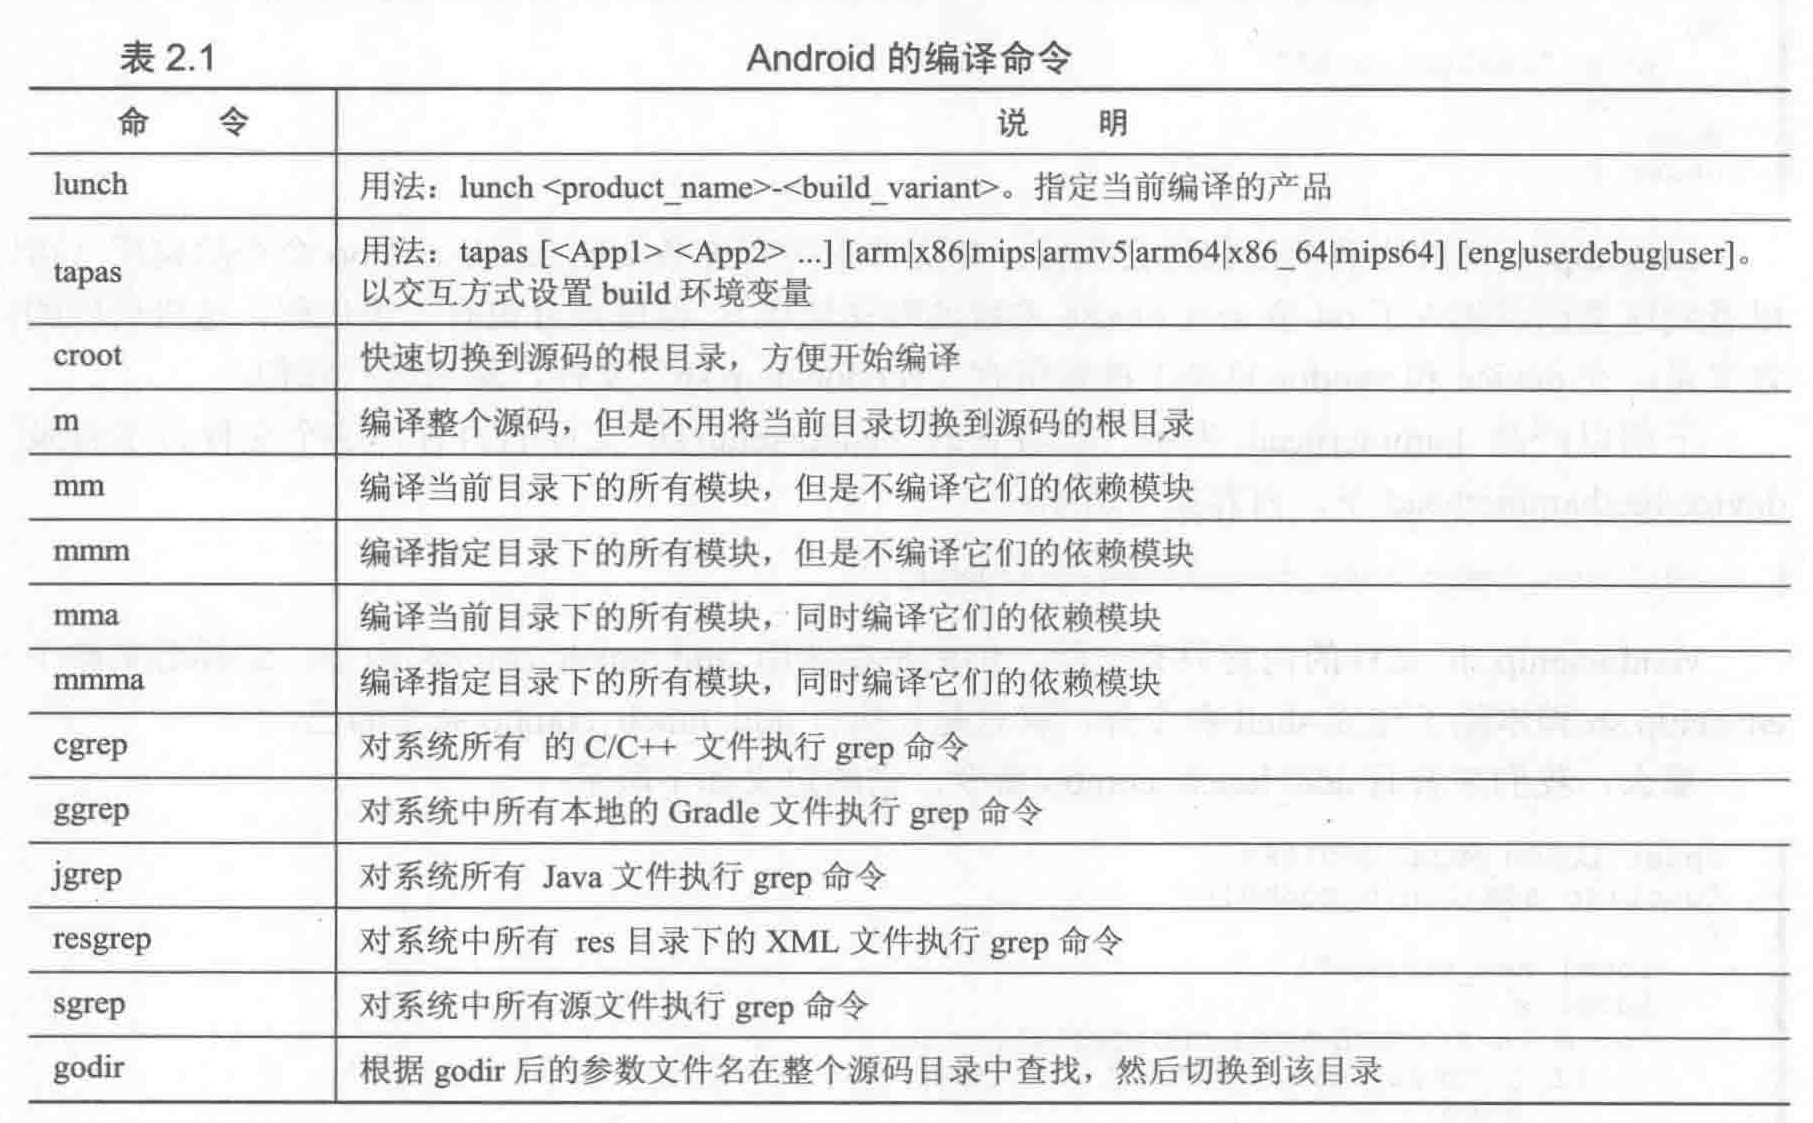 表 2.1 Android 的编译命令
命 令 说 明
lunch 用法：lunch <product_name>-<build_variant>。指定当前编译的产品
用法：tapas [<App1> <App2> ...] [arm|x86|mips|armv5|arm64|x86_64|mips64] [eng|userdebug|user]。
tapas
以交互方式设置 build 环境变量
croot 快速切换到源码的根目录，方便开始编译
m 编译整个源码，但是不用将当前目录切换到源码的根目录
mm 编译当前目录下的所有模块，但是不编译它们的依赖模块
mmm 编译指定目录下的所有模块，但是不编译它们的依赖模块
mma 编译当前目录下的所有模块，同时编译它们的依赖模块
mmma 编译指定目录下的所有模块，同时编译它们的依赖模块
cgrep 对系统所有 的 C/C++ 文件执行 grep 命令
ggrep 对系统中所有本地的 Gradle 文件执行 grep 命令
jgrep 对系统所有 Java 文件执行 grep 命令
resgrep 对系统中所有 res 目录下的 XML 文件执行 grep 命令
sgrep 对系统中所有源文件执行 grep 命令
godir 根据 godir 后的参数文件名在整个源码目录中查找，然后切换到该目录